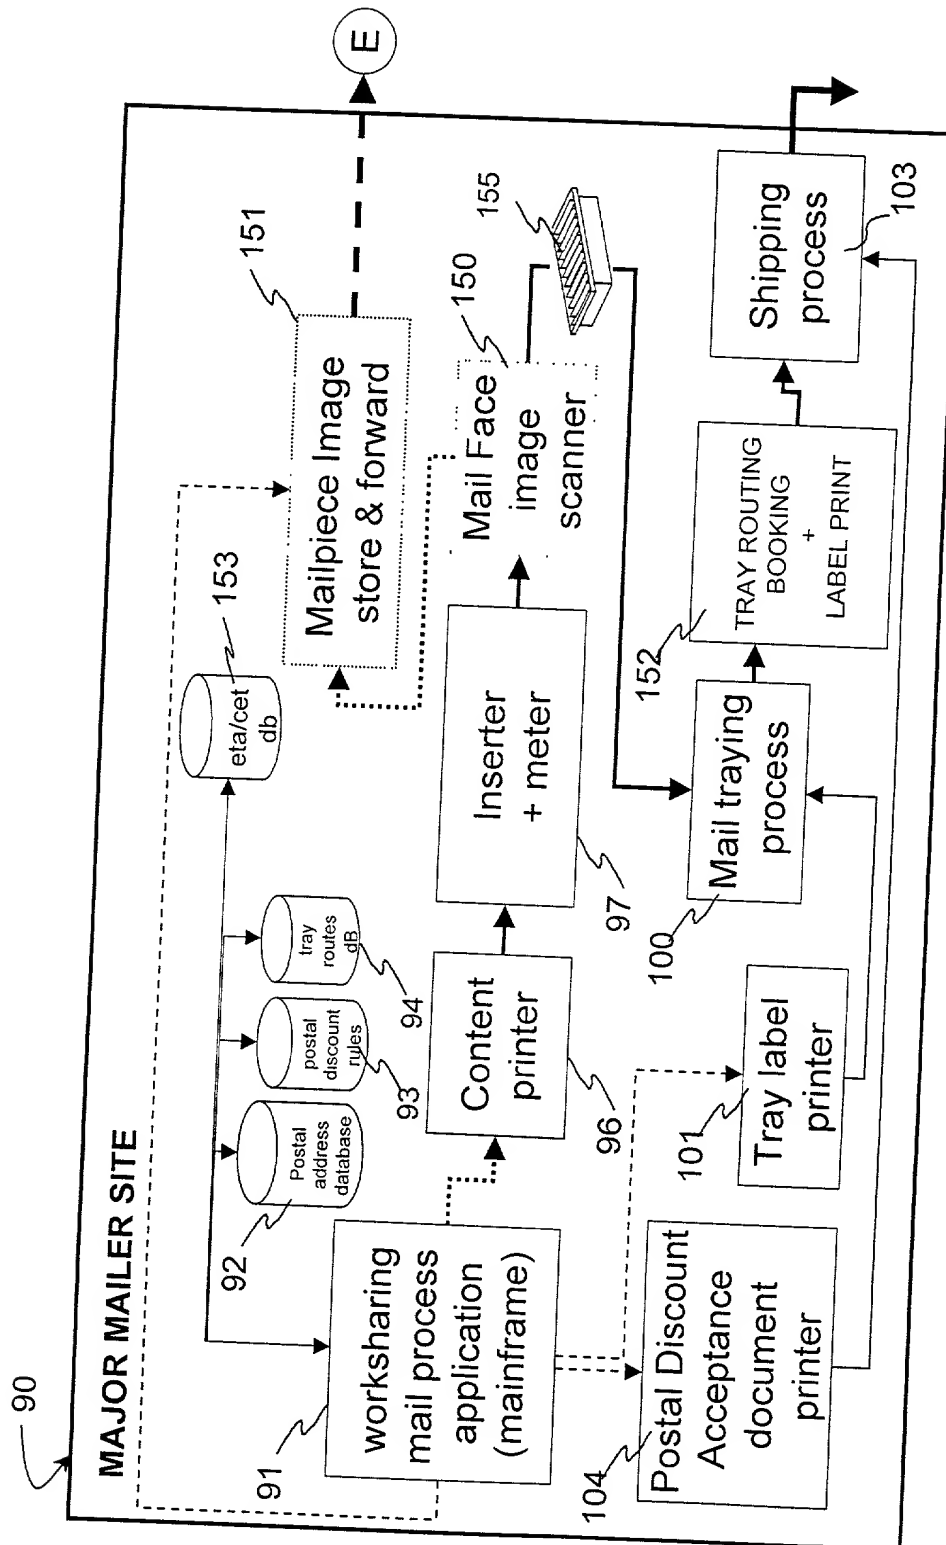 90
MAJOR MAILER SITE
E
151
Mailpiece Image
store & forward
153
eta/cet
db
tray
routes
dB
94
postal
discount
rules
93
Postal
address
database
92
91
worksharing
mail process
application
(mainframe)
Content
printer
96
Inserter
+ meter
97
Mail Face
image
scanner
150
155
104
Postal Discount
Acceptance
document
printer
101
Tray label
printer
100
Mail traying
process
152
TRAY ROUTING
BOOKING
+
LABEL PRINT
Shipping
process
103